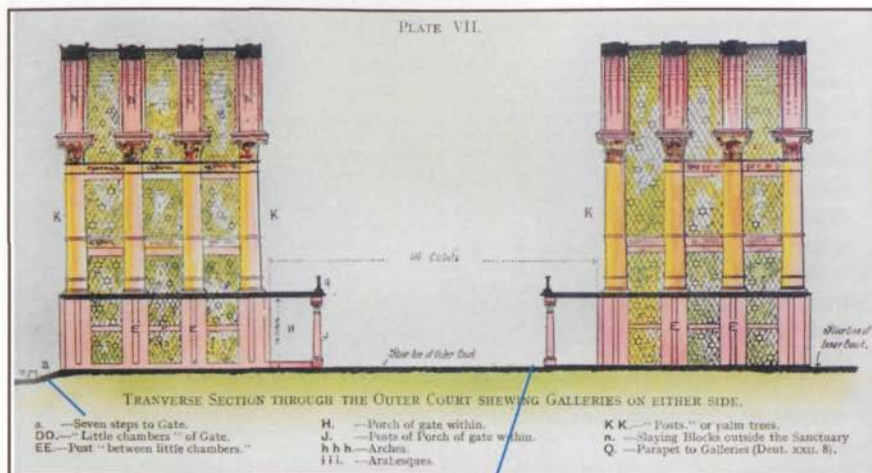 PLATE VII.
h h h h
K K K
100 Cubits
Q
E E H J E E
Floor line of Outer Court
Floor line of Inner Court
a
TRANVERSE SECTION THROUGH THE OUTER COURT SHEWING GALLERIES ON EITHER SIDE.
a. —Seven steps to Gate.
DD.—"Little chambers" of Gate.
EE.—Post "between little chambers."
H. —Porch of gate within.
J. —Posts of Porch of gate within.
h h h.—Arches.
i i i. —Arabesques.
K K.—"Posts," or palm trees.
n. —Slaying Blocks outside the Sanctuary
Q. —Parapet to Galleries (Deut. xxii. 8).